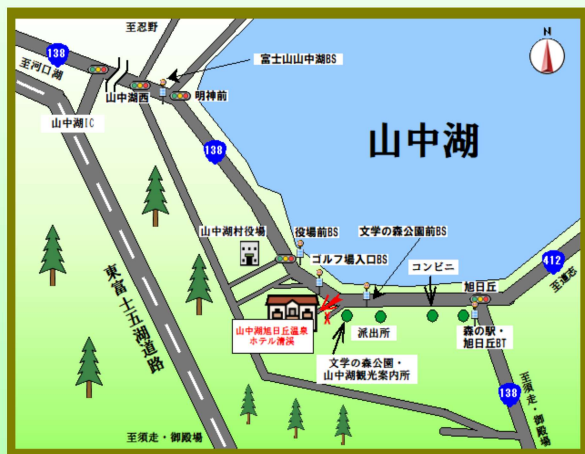 至忍野
138
至河口湖
富士山山中湖BS
山中湖西
明神前
山中湖IC
138
山中湖
山中湖村役場
役場前BS
文学の森公園前BS
ゴルフ場入口BS
コンビニ
旭日丘
412
至道志
東富士五湖道路
山中湖旭日丘温泉
ホテル清渓
派出所
森の駅・
旭日丘BT
文学の森公園・
山中湖観光案内所
138
至須走・御殿場
至須走・御殿場